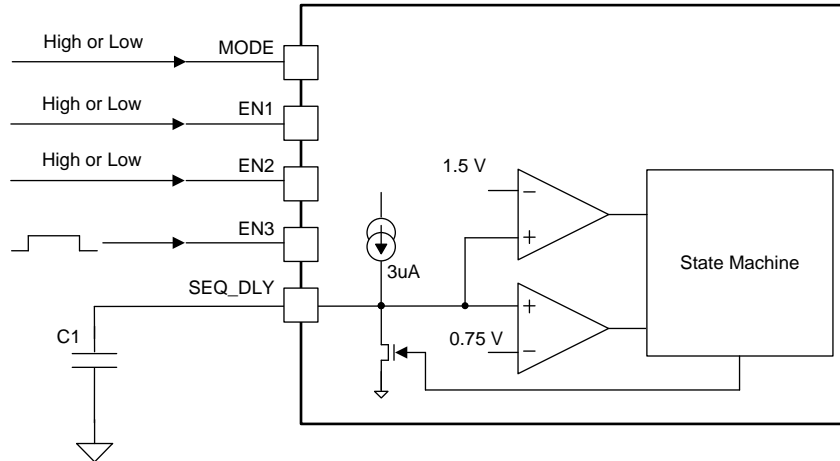 High or Low
MODE
High or Low
EN1
High or Low
EN2
EN3
SEQ_DLY
C1
3uA
1.5 V
0.75 V
State Machine